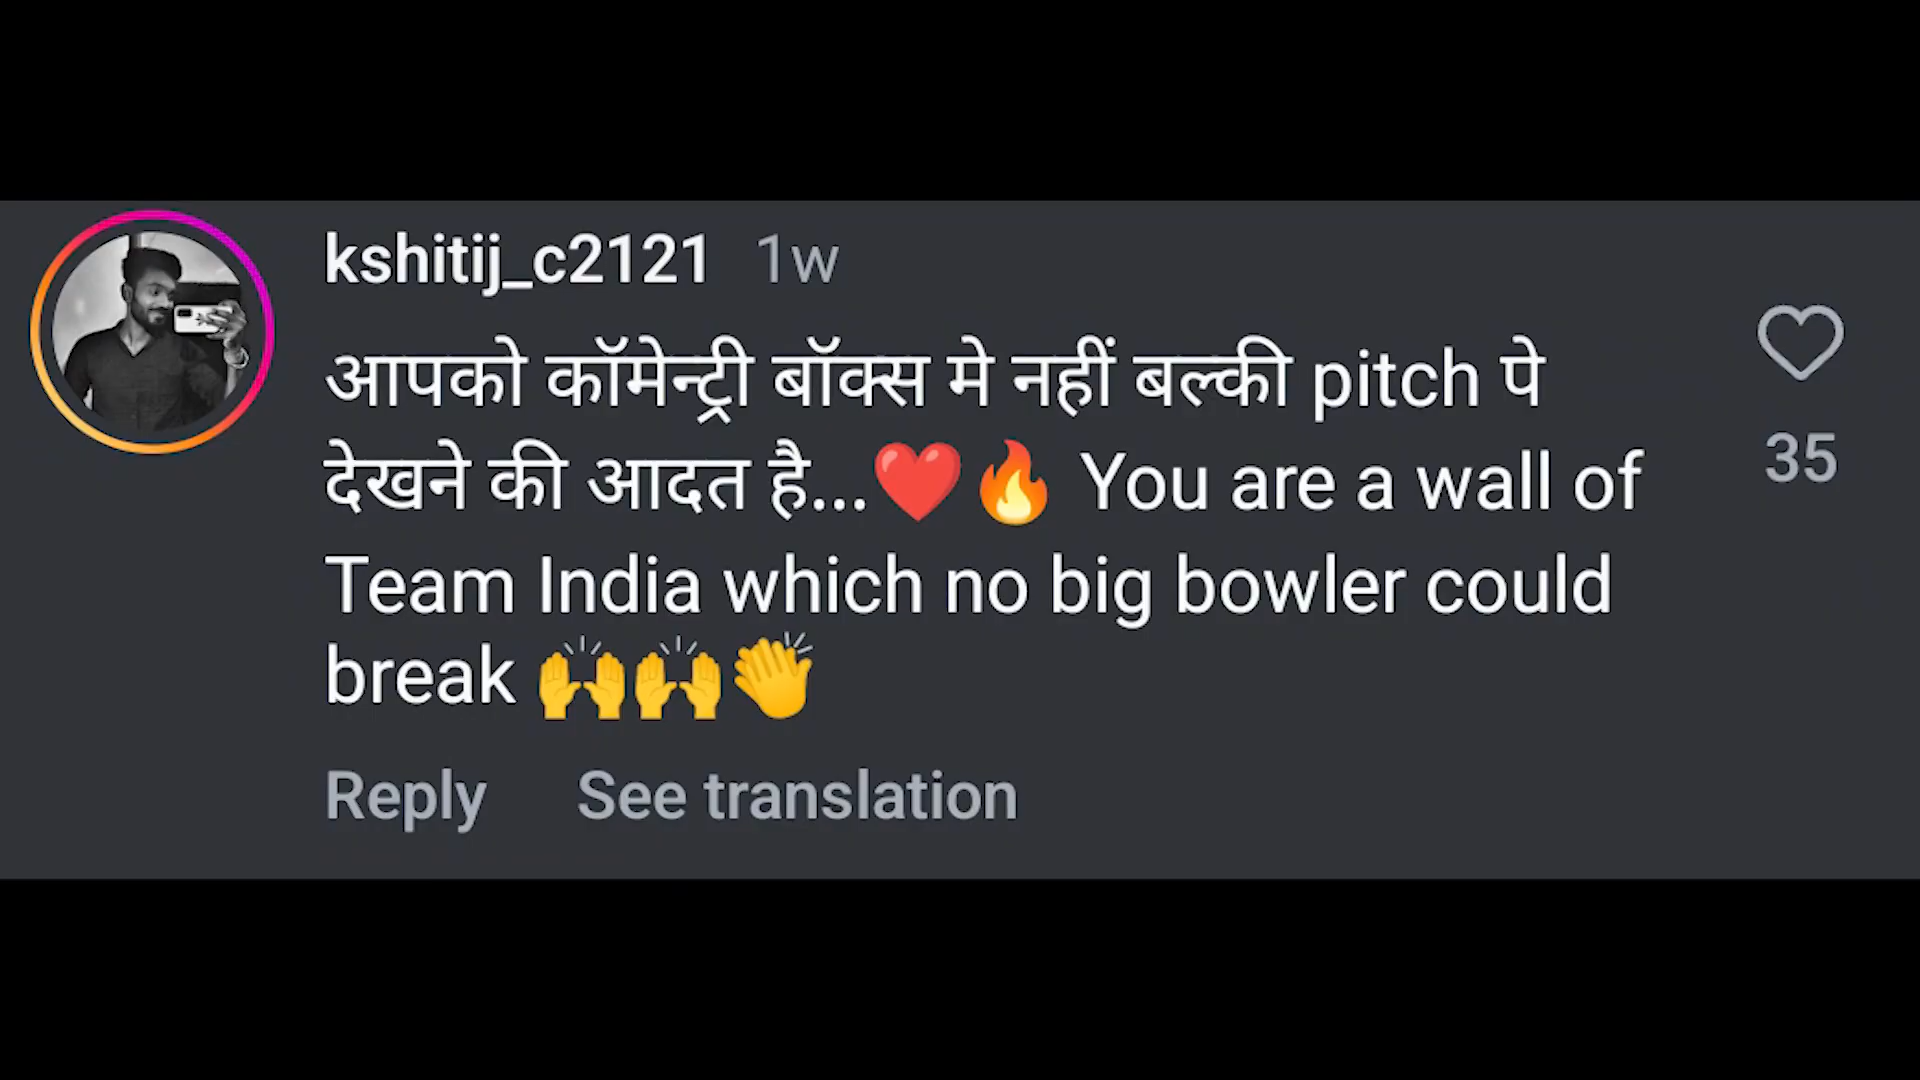 kshitij_c2121 1w
आपको कॉमेन्ट्री बॉक्स मे नहीं बल्की pitch पे
देखने की आदत है...❤️🔥 You are a wall of
Team India which no big bowler could
break 🙌🙌👏
35
Reply See translation